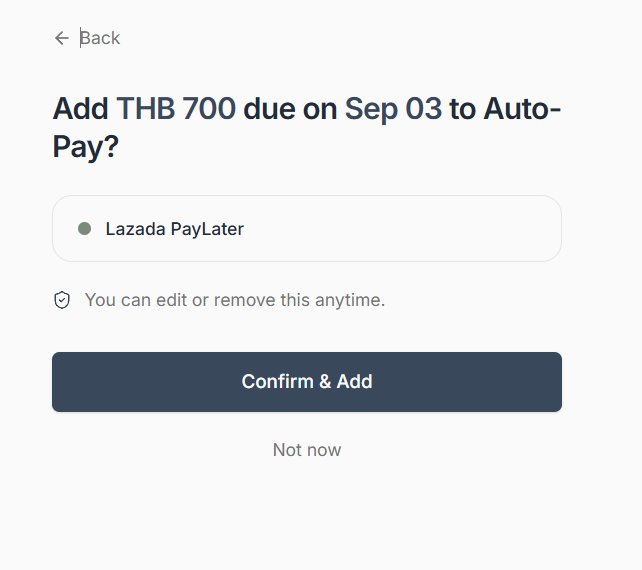 Back
Add THB 700 due on Sep 03 to Auto-
Pay?
Lazada PayLater
You can edit or remove this anytime.
Confirm & Add
Not now